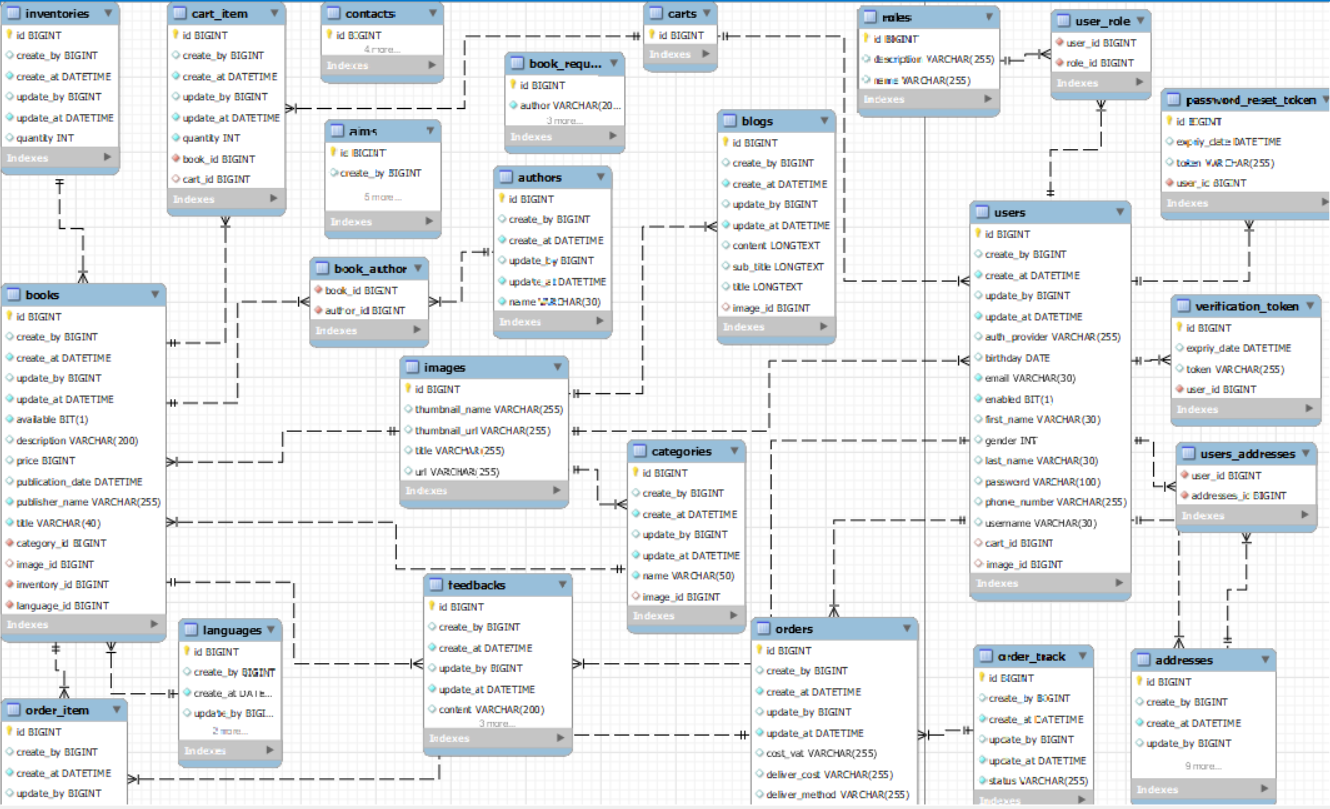 inventories
id BIGINT
create_by BIGINT
create_at DATETIME
update_by BIGINT
update_at DATETIME
quantity INT
Indexes
cart_item
id BIGINT
create_by BIGINT
create_at DATETIME
update_by BIGINT
update_at DATETIME
quantity INT
book_id BIGINT
cart_id BIGINT
Indexes
contacts
id BIGINT
4 more...
Indexes
book_requ...
id BIGINT
author VARCHAR(20...
3 more...
Indexes
carts
id BIGINT
Indexes
roles
id BIGINT
description VARCHAR(255)
name VARCHAR(255)
Indexes
user_role
user_id BIGINT
role_id BIGINT
Indexes
password_reset_token
id BIGINT
expriy_date DATETIME
token VARCHAR(255)
user_id BIGINT
Indexes
aims
id BIGINT
create_by BIGINT
5 more...
Indexes
authors
id BIGINT
create_by BIGINT
create_at DATETIME
update_by BIGINT
update_at DATETIME
name VARCHAR(30)
Indexes
blogs
id BIGINT
create_by BIGINT
create_at DATETIME
update_by BIGINT
update_at DATETIME
content LONGTEXT
sub_title LONGTEXT
title LONGTEXT
image_id BIGINT
Indexes
users
id BIGINT
create_by BIGINT
create_at DATETIME
update_by BIGINT
update_at DATETIME
auth_provider VARCHAR(255)
birthday DATE
email VARCHAR(30)
enabled BIT(1)
first_name VARCHAR(30)
gender INT
last_name VARCHAR(30)
password VARCHAR(100)
phone_number VARCHAR(255)
username VARCHAR(30)
cart_id BIGINT
image_id BIGINT
Indexes
book_author
book_id BIGINT
author_id BIGINT
Indexes
books
id BIGINT
create_by BIGINT
create_at DATETIME
update_by BIGINT
update_at DATETIME
available BIT(1)
description VARCHAR(200)
price BIGINT
publication_date DATETIME
publisher_name VARCHAR(255)
title VARCHAR(40)
category_id BIGINT
image_id BIGINT
inventory_id BIGINT
language_id BIGINT
Indexes
verification_token
id BIGINT
expriy_date DATETIME
token VARCHAR(255)
user_id BIGINT
Indexes
images
id BIGINT
thumbnail_name VARCHAR(255)
thumbnail_url VARCHAR(255)
title VARCHAR(255)
url VARCHAR(255)
Indexes
categories
id BIGINT
create_by BIGINT
create_at DATETIME
update_by BIGINT
update_at DATETIME
name VARCHAR(50)
image_id BIGINT
Indexes
users_addresses
user_id BIGINT
addresses_id BIGINT
Indexes
feedbacks
id BIGINT
create_by BIGINT
create_at DATETIME
update_by BIGINT
update_at DATETIME
content VARCHAR(200)
3 more...
Indexes
languages
id BIGINT
create_by BIGINT
create_at DATE...
update_by BIGI...
2 more...
Indexes
orders
id BIGINT
create_by BIGINT
create_at DATETIME
update_by BIGINT
update_at DATETIME
cost_vat VARCHAR(255)
deliver_cost VARCHAR(255)
deliver_method VARCHAR(255)
order_track
id BIGINT
create_by BIGINT
create_at DATETIME
update_by BIGINT
update_at DATETIME
status VARCHAR(255)
Indexes
addresses
id BIGINT
create_by BIGINT
create_at DATETIME
update_by BIGINT
9 more...
Indexes
order_item
id BIGINT
create_by BIGINT
create_at DATETIME
update_by BIGINT